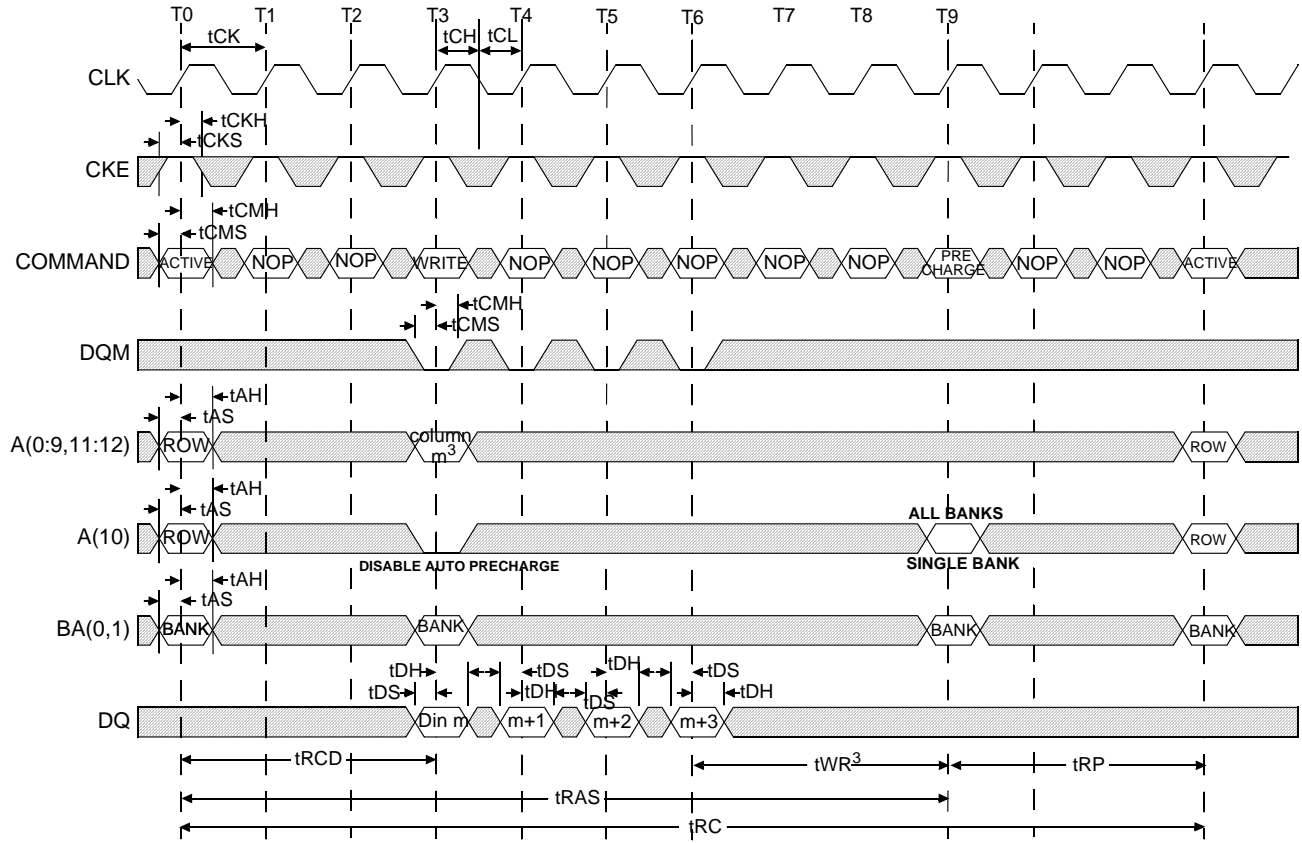 T0 T1 T2 T3 T4 T5 T6 T7 T8 T9
tCK tCH tCL
CLK
tCKH
tCKS
CKE
tCMH
tCMS
COMMAND ACTIVE NOP NOP WRITE NOP NOP NOP NOP NOP PRE CHARGE NOP NOP ACTIVE
tCMH
tCMS
DQM
tAH
tAS
A(0:9,11:12) ROW column m³ ROW
tAH
tAS
ALL BANKS
A(10) ROW ROW
DISABLE AUTO PRECHARGE SINGLE BANK
tAH
tAS
BA(0,1) BANK BANK BANK BANK
tDH tDS tDH tDS
tDS tDH tDS tDH
DQ Din m m+1 m+2 m+3
tRCD tWR³ tRP
tRAS
tRC